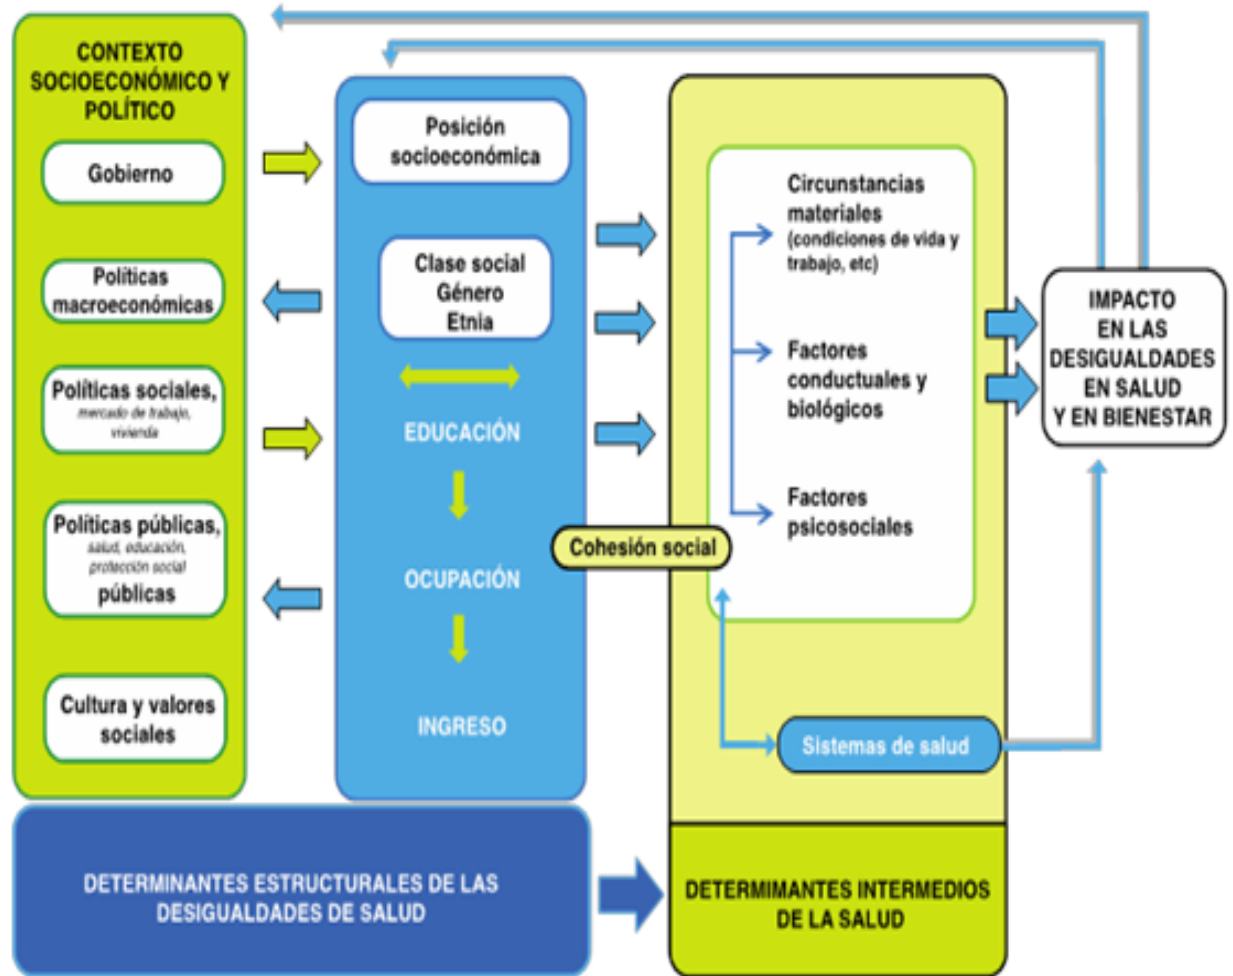 CONTEXTO
SOCIOECONÓMICO Y
POLÍTICO
Gobierno
Políticas
macroeconómicas
Políticas sociales,
mercado de trabajo,
vivienda
Políticas públicas,
salud, educación,
protección social
públicas
Cultura y valores
sociales
Posición
socioeconómica
Clase social
Género
Etnia
EDUCACIÓN
OCUPACIÓN
INGRESO
Cohesión social
Circunstancias
materiales
(condiciones de vida y
trabajo, etc)
Factores
conductuales y
biológicos
Factores
psicosociales
Sistemas de salud
IMPACTO
EN LAS
DESIGUALDADES
EN SALUD
Y EN BIENESTAR
DETERMINANTES ESTRUCTURALES DE LAS
DESIGUALDADES DE SALUD
DETERMIMANTES INTERMEDIOS
DE LA SALUD